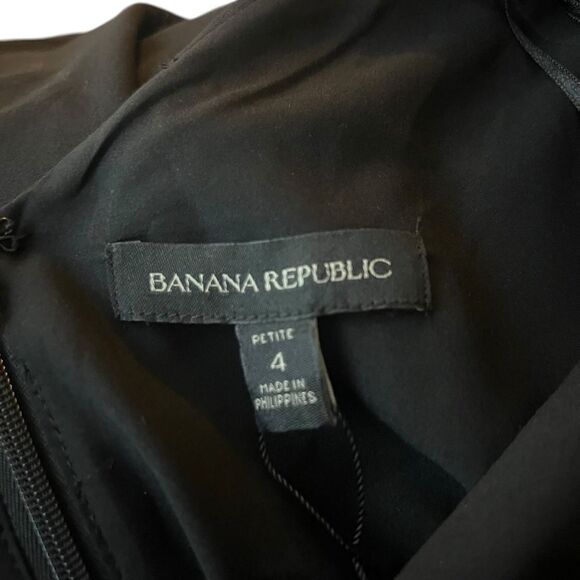 BANANA REPUBLIC
PETITE
4
MADE IN
PHILIPPINES